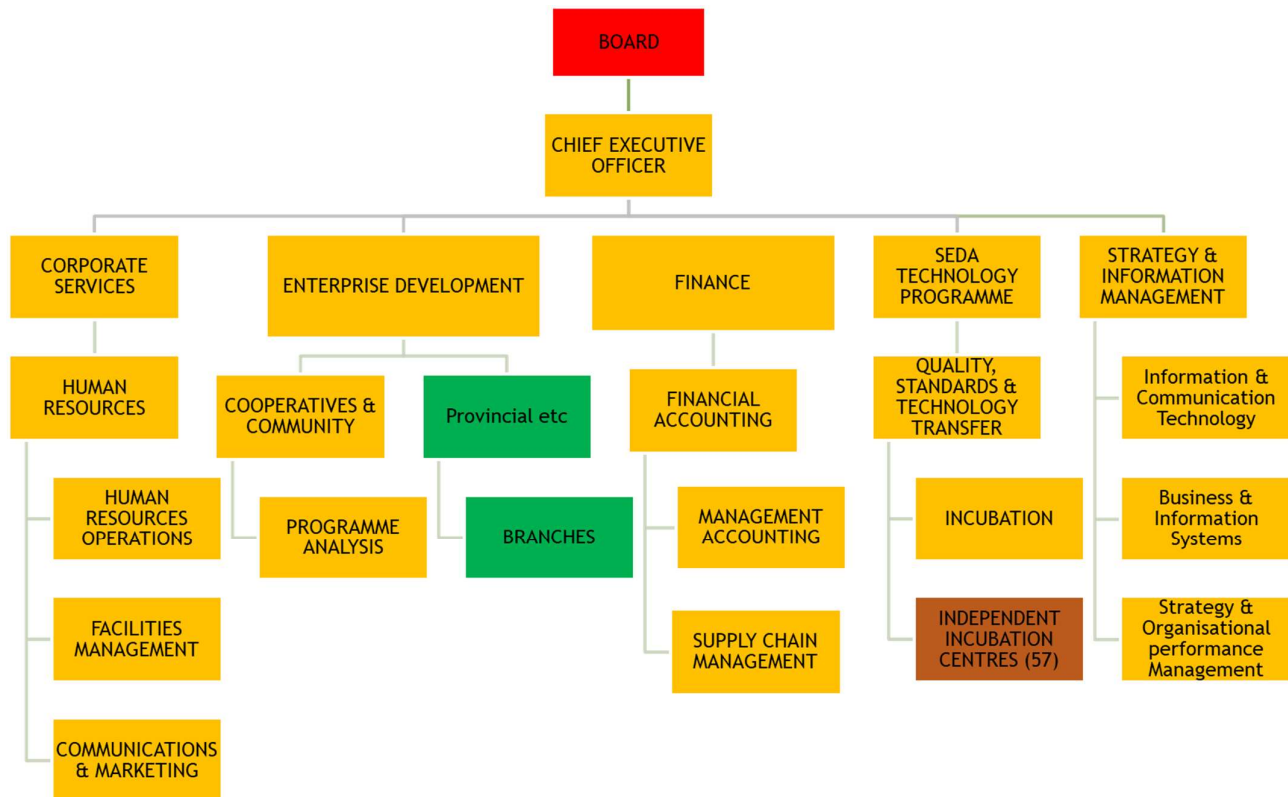 BOARD
CHIEF EXECUTIVE
OFFICER
CORPORATE
SERVICES
ENTERPRISE DEVELOPMENT
FINANCE
SEDA
TECHNOLOGY
PROGRAMME
STRATEGY &
INFORMATION
MANAGEMENT
HUMAN
RESOURCES
COOPERATIVES &
COMMUNITY
Provincial etc
FINANCIAL
ACCOUNTING
QUALITY,
STANDARDS &
TECHNOLOGY
TRANSFER
Information &
Communication
Technology
HUMAN
RESOURCES
OPERATIONS
PROGRAMME
ANALYSIS
BRANCHES
MANAGEMENT
ACCOUNTING
INCUBATION
Business &
Information
Systems
FACILITIES
MANAGEMENT
SUPPLY CHAIN
MANAGEMENT
INDEPENDENT
INCUBATION
CENTRES (57)
Strategy &
Organisational
performance
Management
COMMUNICATIONS
& MARKETING